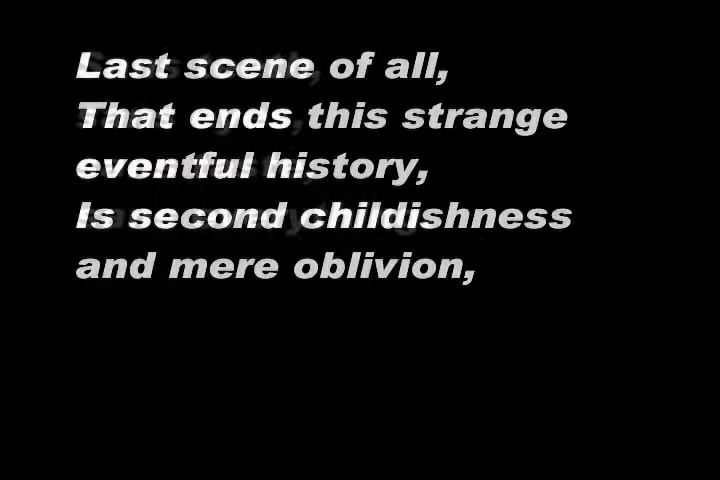 Last scene of all,
That ends this strange
eventful history,
Is second childishness
and mere oblivion,